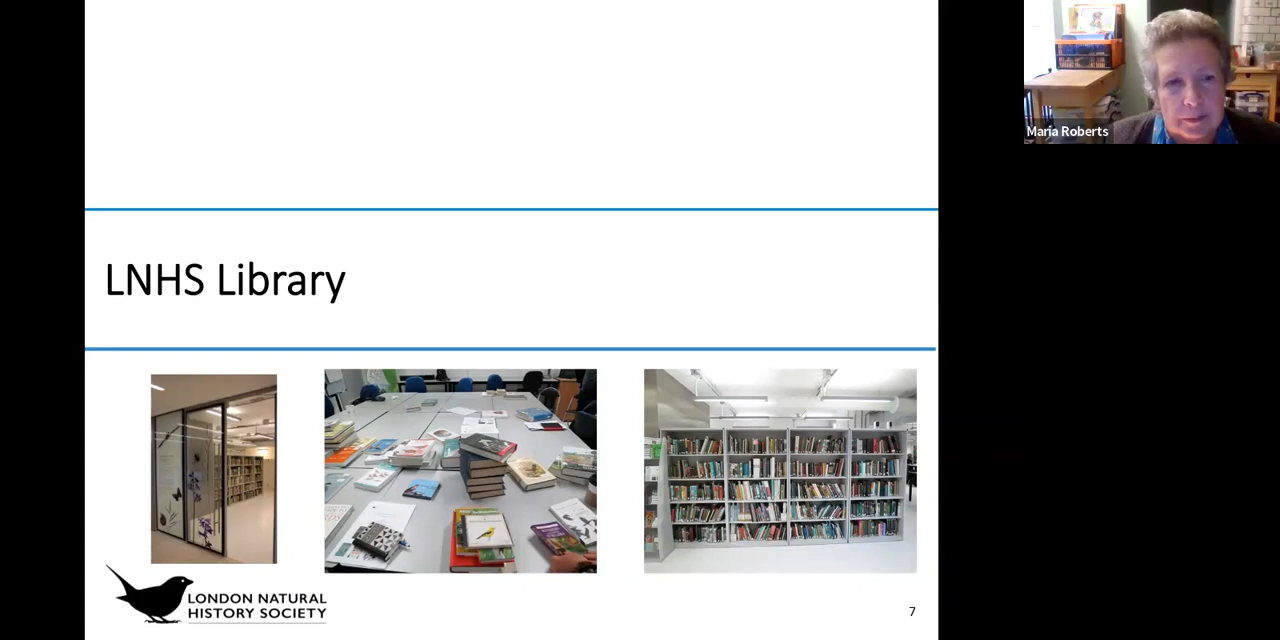 Maria Roberts
LNHS Library
LONDON NATURAL
HISTORY SOCIETY
7